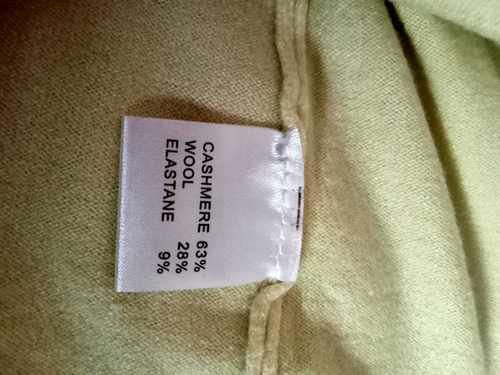 CASHMERE 63%
WOOL 28%
ELASTANE 9%